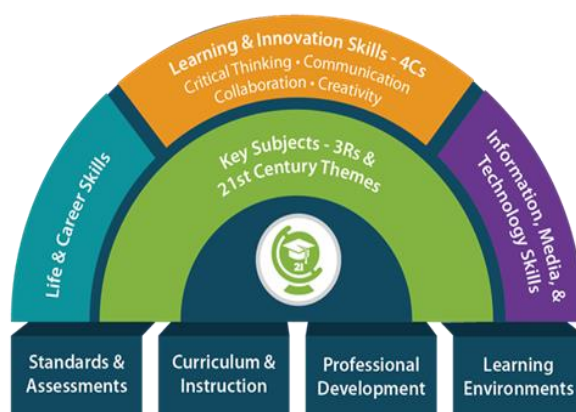 Learning & Innovation Skills - 4Cs
Critical Thinking • Communication
Collaboration • Creativity
Life & Career Skills
Key Subjects - 3Rs &
21st Century Themes
Information, Media, &
Technology Skills
21
Standards &
Assessments
Curriculum &
Instruction
Professional
Development
Learning
Environments